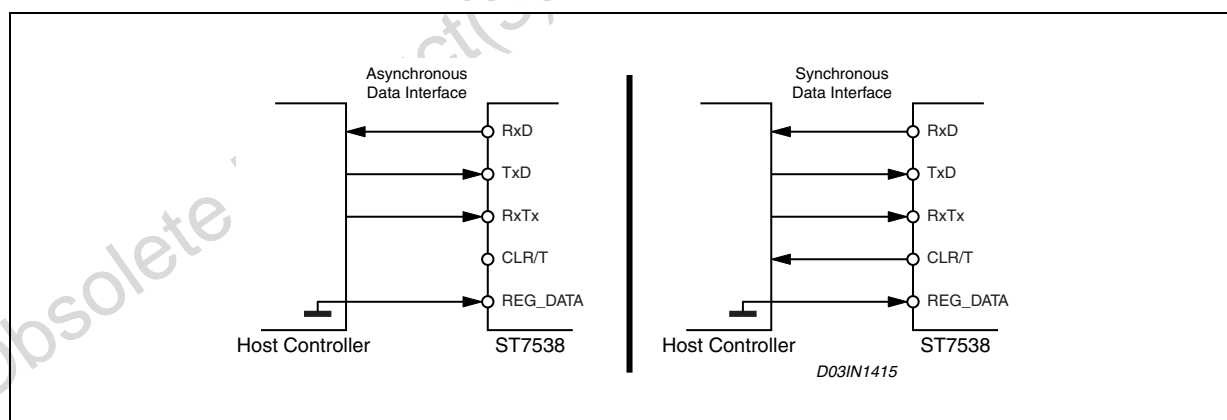 Asynchronous
Data Interface
RxD
TxD
RxTx
CLR/T
REG_DATA
Host Controller
ST7538
Synchronous
Data Interface
RxD
TxD
RxTx
CLR/T
REG_DATA
Host Controller
ST7538
D03IN1415
obsolete
ct(s)